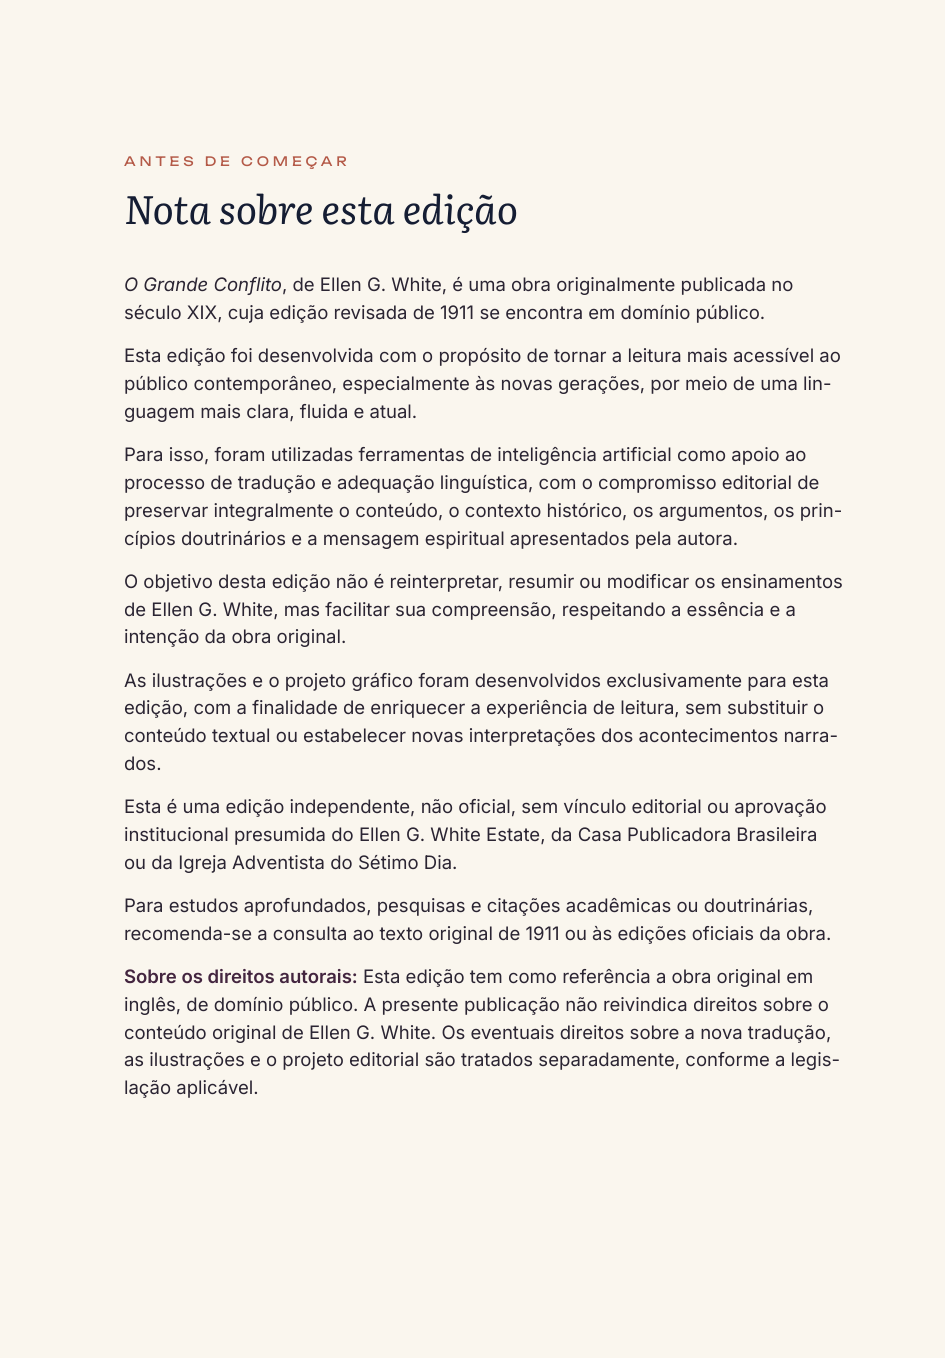 ANTES DE COMEÇAR
Nota sobre esta edição
O Grande Conflito, de Ellen G. White, é uma obra originalmente publicada no
século XIX, cuja edição revisada de 1911 se encontra em domínio público.
Esta edição foi desenvolvida com o propósito de tornar a leitura mais acessível ao
público contemporâneo, especialmente às novas gerações, por meio de uma lin-
guagem mais clara, fluida e atual.
Para isso, foram utilizadas ferramentas de inteligência artificial como apoio ao
processo de tradução e adequação linguística, com o compromisso editorial de
preservar integralmente o conteúdo, o contexto histórico, os argumentos, os prin-
cípios doutrinários e a mensagem espiritual apresentados pela autora.
O objetivo desta edição não é reinterpretar, resumir ou modificar os ensinamentos
de Ellen G. White, mas facilitar sua compreensão, respeitando a essência e a
intenção da obra original.
As ilustrações e o projeto gráfico foram desenvolvidos exclusivamente para esta
edição, com a finalidade de enriquecer a experiência de leitura, sem substituir o
conteúdo textual ou estabelecer novas interpretações dos acontecimentos narra-
dos.
Esta é uma edição independente, não oficial, sem vínculo editorial ou aprovação
institucional presumida do Ellen G. White Estate, da Casa Publicadora Brasileira
ou da Igreja Adventista do Sétimo Dia.
Para estudos aprofundados, pesquisas e citações acadêmicas ou doutrinárias,
recomenda-se a consulta ao texto original de 1911 ou às edições oficiais da obra.
Sobre os direitos autorais: Esta edição tem como referência a obra original em
inglês, de domínio público. A presente publicação não reivindica direitos sobre o
conteúdo original de Ellen G. White. Os eventuais direitos sobre a nova tradução,
as ilustrações e o projeto editorial são tratados separadamente, conforme a legis-
lação aplicável.